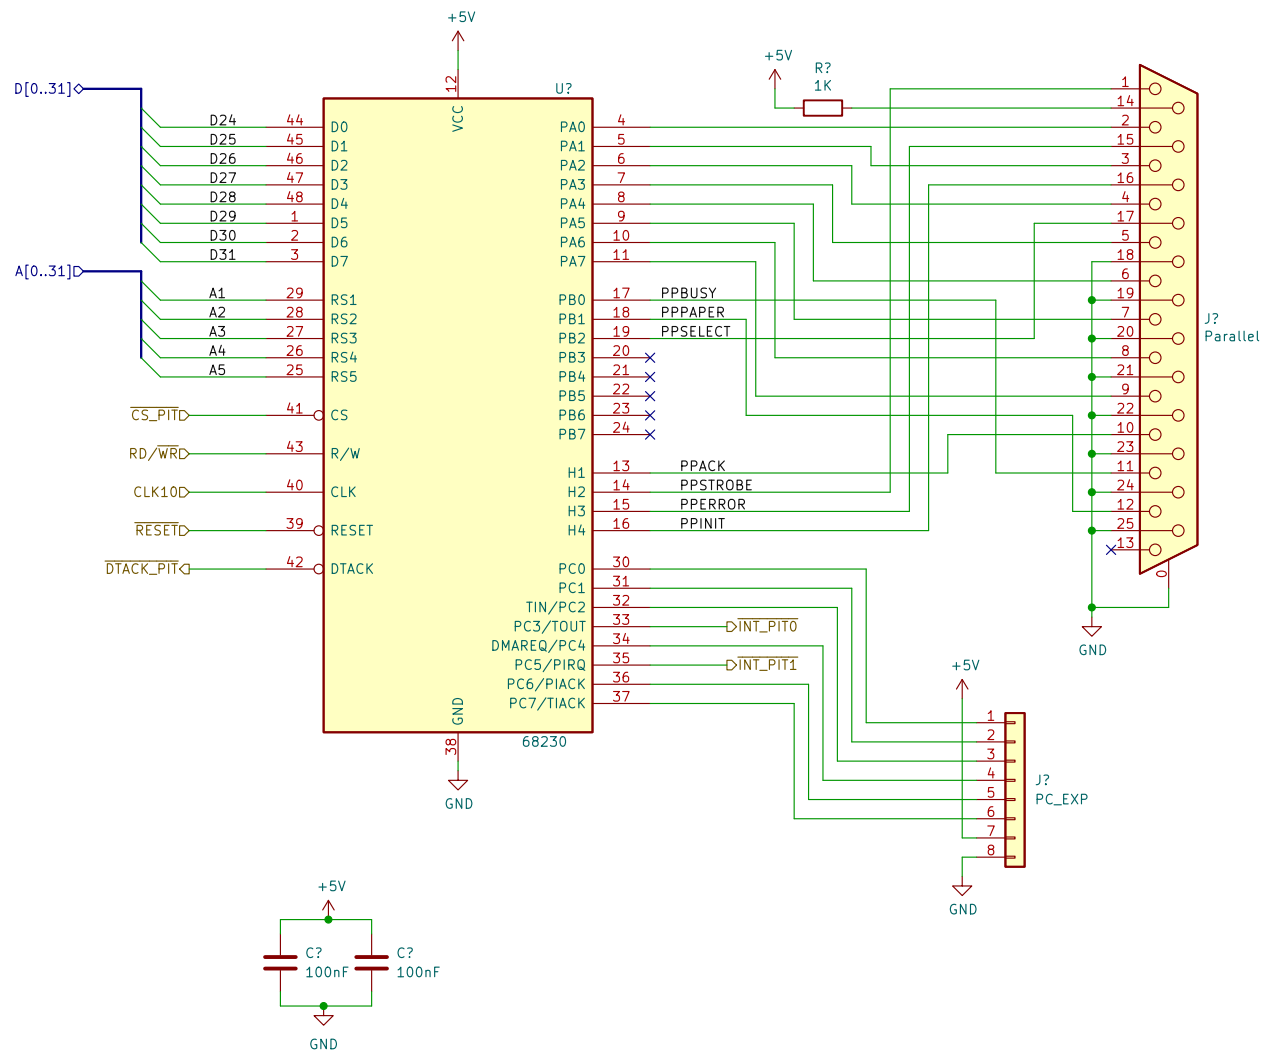 +5V
12
VCC
U?
D[0..31]
D24 44 D0
D25 45 D1
D26 46 D2
D27 47 D3
D28 48 D4
D29 1 D5
D30 2 D6
D31 3 D7
A[0..31]
A1 29 RS1
A2 28 RS2
A3 27 RS3
A4 26 RS4
A5 25 RS5
CS_PIT 41 CS
RD/WR 43 R/W
CLK10 40 CLK
RESET 39 RESET
DTACK_PIT 42 DTACK
PA0 4
PA1 5
PA2 6
PA3 7
PA4 8
PA5 9
PA6 10
PA7 11
PB0 17 PPBUSY
PB1 18 PPPAPER
PB2 19 PPSELECT
PB3 20
PB4 21
PB5 22
PB6 23
PB7 24
H1 13 PPACK
H2 14 PPSTROBE
H3 15 PPERROR
H4 16 PPINIT
PC0 30
PC1 31
TIN/PC2 32
PC3/TOUT 33 INT_PIT0
DMAREQ/PC4 34
PC5/PIRQ 35 INT_PIT1
PC6/PIACK 36
PC7/TIACK 37
GND
38
68230
GND
+5V
R?
1K
1
14
2
15
3
16
4
17
5
18
6
19
7
20
8
21
9
22
10
23
11
24
12
25
13
0
J?
Parallel
GND
+5V
1
2
3
4
5
6
7
8
J?
PC_EXP
GND
+5V
C?
100nF
C?
100nF
GND